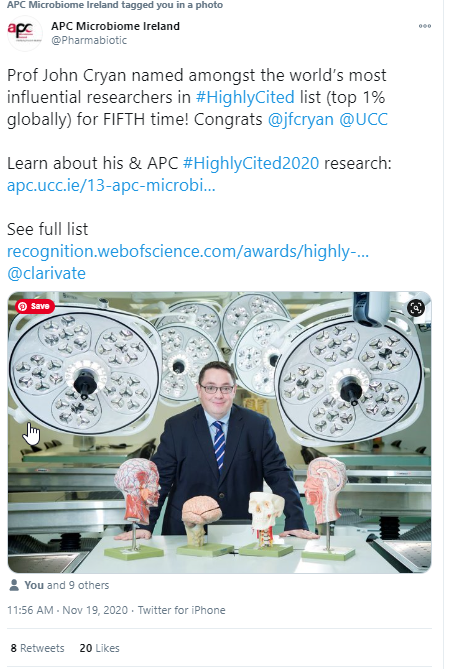 APC Microbiome Ireland tagged you in a photo
APC Microbiome Ireland
@Pharmabiotic
Prof John Cryan named amongst the world's most
influential researchers in #HighlyCited list (top 1%
globally) for FIFTH time! Congrats @jfcryan @UCC
Learn about his & APC #HighlyCited2020 research:
apc.ucc.ie/13-apc-microbi...
See full list
recognition.webofscience.com/awards/highly-...
@clarivate
Save
You and 9 others
11:56 AM · Nov 19, 2020 · Twitter for iPhone
8 Retweets 20 Likes